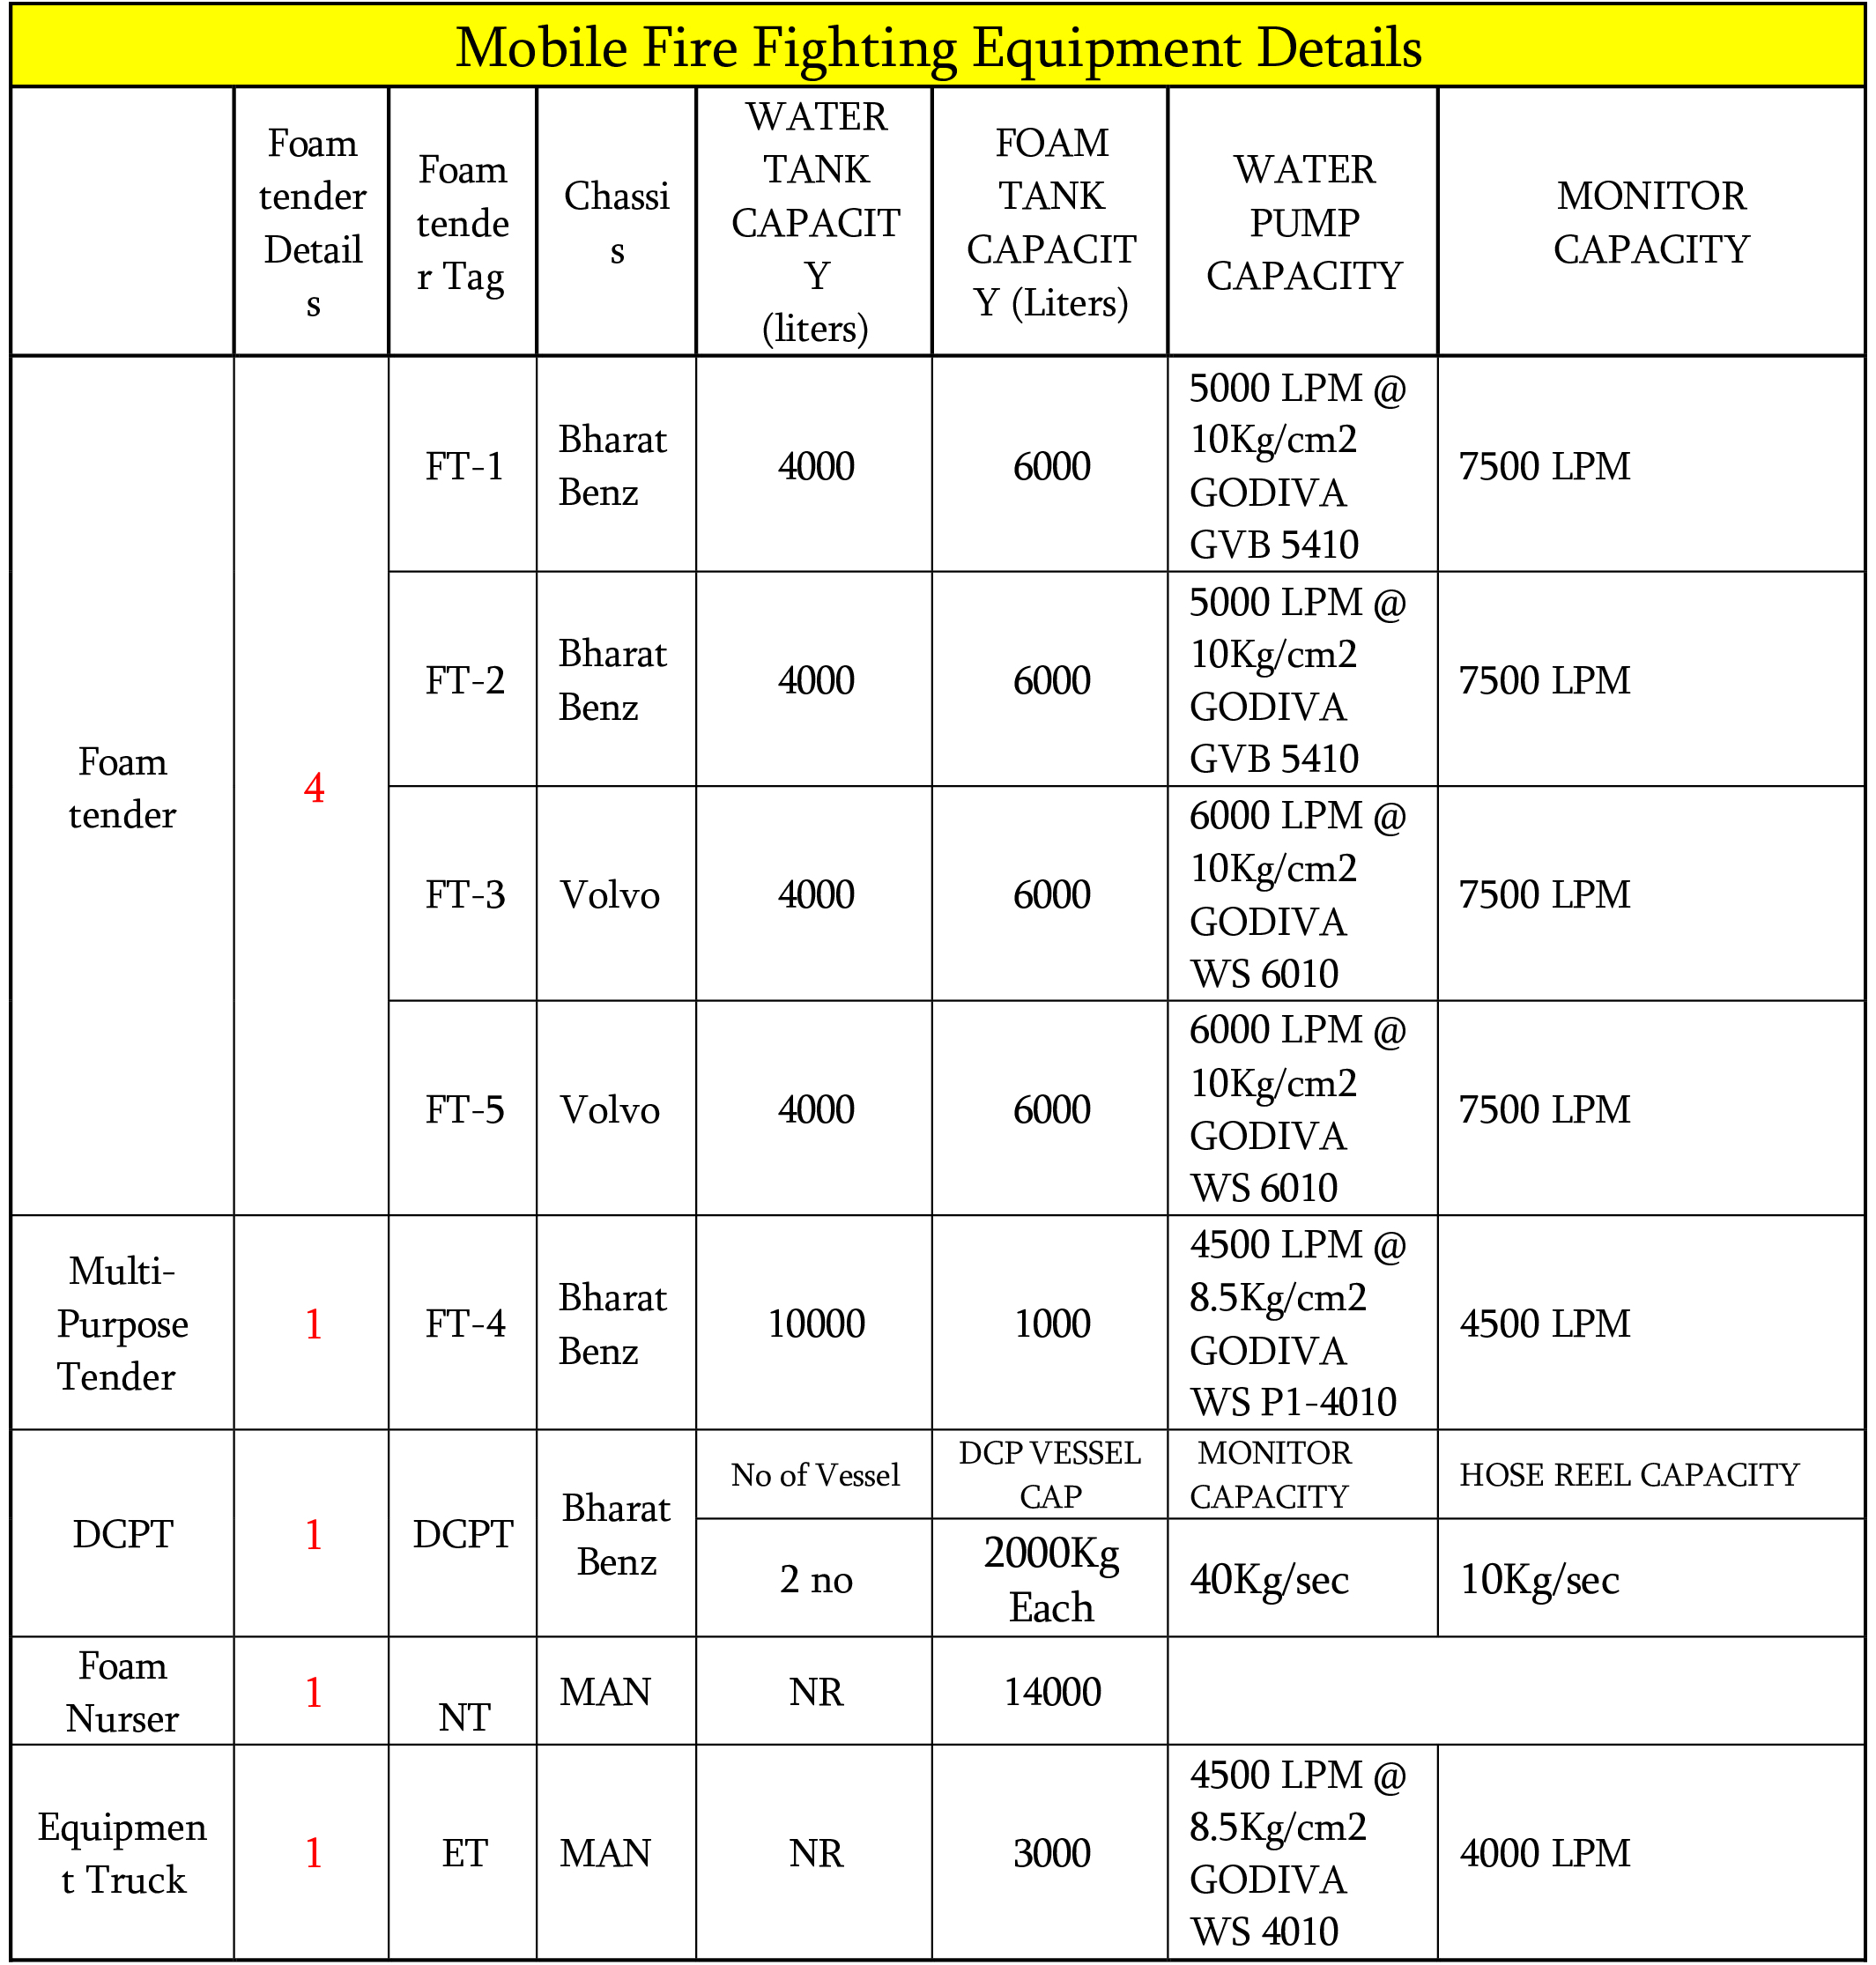 Mobile Fire Fighting Equipment Details
Foam
tender
Detail
s
Foam
tende
r Tag
Chassi
s
WATER
TANK
CAPACIT
Y
(liters)
FOAM
TANK
CAPACIT
Y (Liters)
WATER
PUMP
CAPACITY
MONITOR
CAPACITY
Foam
tender
4
FT-1
Bharat
Benz
4000
6000
5000 LPM @
10Kg/cm2
GODIVA
GVB 5410
7500 LPM
FT-2
Bharat
Benz
4000
6000
5000 LPM @
10Kg/cm2
GODIVA
GVB 5410
7500 LPM
FT-3
Volvo
4000
6000
6000 LPM @
10Kg/cm2
GODIVA
WS 6010
7500 LPM
FT-5
Volvo
4000
6000
6000 LPM @
10Kg/cm2
GODIVA
WS 6010
7500 LPM
Multi-
Purpose
Tender
1
FT-4
Bharat
Benz
10000
1000
4500 LPM @
8.5Kg/cm2
GODIVA
WS P1-4010
4500 LPM
DCPT
1
DCPT
Bharat
Benz
No of Vessel
DCP VESSEL
CAP
MONITOR
CAPACITY
HOSE REEL CAPACITY
2 no
2000Kg
Each
40Kg/sec
10Kg/sec
Foam
Nurser
1
NT
MAN
NR
14000
Equipmen
t Truck
1
ET
MAN
NR
3000
4500 LPM @
8.5Kg/cm2
GODIVA
WS 4010
4000 LPM